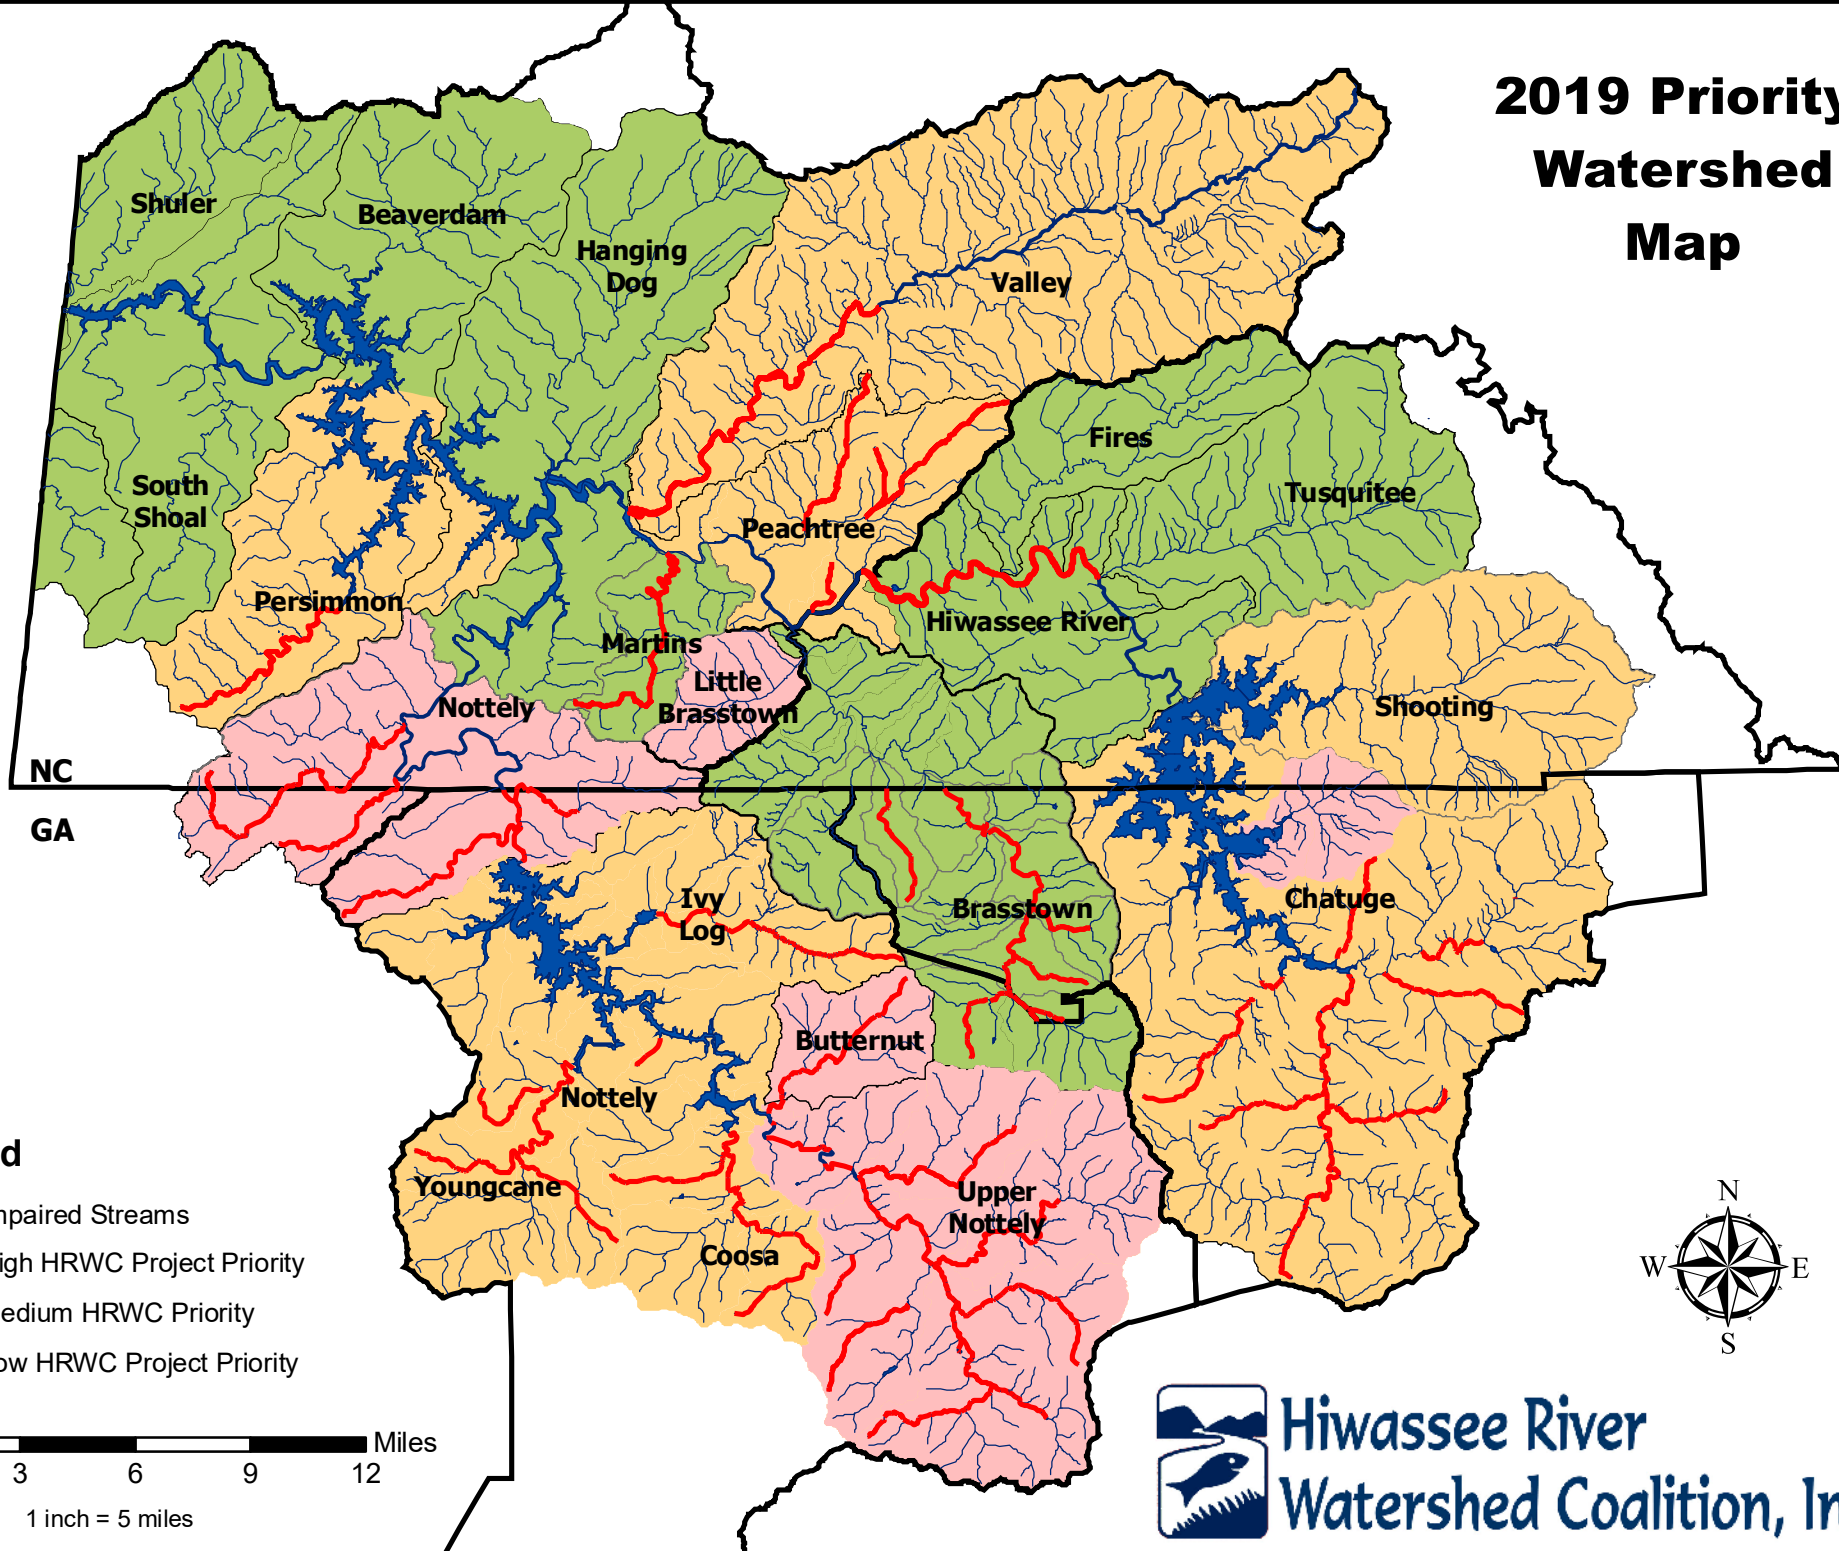 2019 Priority
Watershed
Map
Shuler
Beaverdam
Hanging
Dog
Valley
Fires
Tusquitee
South
Shoal
Peachtree
Persimmon
Hiwassee River
Martins
Little
Brasstown
Nottely
Shooting
NC
GA
Ivy
Log
Brasstown
Chatuge
Butternut
Nottely
Youngcane
Upper
Nottely
Coosa
d
mpaired Streams
igh HRWC Project Priority
edium HRWC Priority
ow HRWC Project Priority
Miles
3 6 9 12
1 inch = 5 miles
N
W E
S
Hiwassee River
Watershed Coalition, In